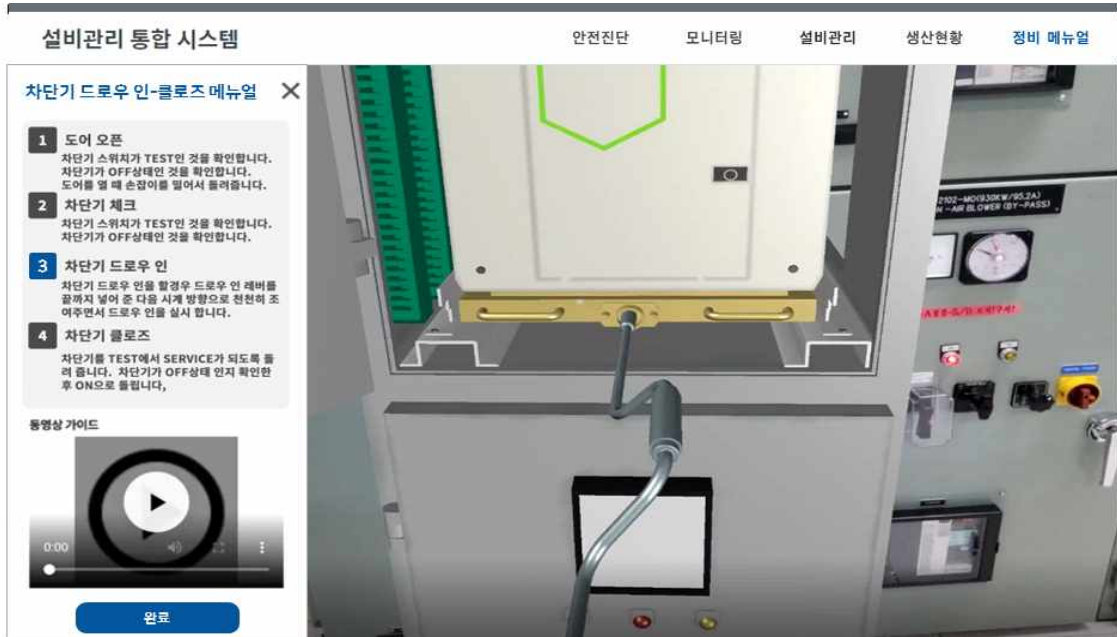 설비관리 통합 시스템
안전진단 모니터링 설비관리 생산현황 정비 메뉴얼
차단기 드로우 인-클로즈 메뉴얼
1 도어 오픈
차단기 스위치가 TEST인 것을 확인합니다.
차단기가 OFF상태인 것을 확인합니다.
도어를 열 때 손잡이를 밀어서 돌려줍니다.
2 차단기 체크
차단기 스위치가 TEST인 것을 확인합니다.
차단기가 OFF상태인 것을 확인합니다.
3 차단기 드로우 인
차단기 드로우 인을 할경우 드로우 인 레버를
끝까지 넣어 준 다음 시계 방향으로 천천히 조
여주면서 드로우 인을 실시 합니다.
4 차단기 클로즈
차단기를 TEST에서 SERVICE가 되도록 돌
려 줍니다. 차단기가 OFF상태 인지 확인한
후 ON으로 돌립니다,
동영상 가이드
0:00
완료
2102-M0(930KW/95.2A)
N-AIR BLOWER (BY-PASS)